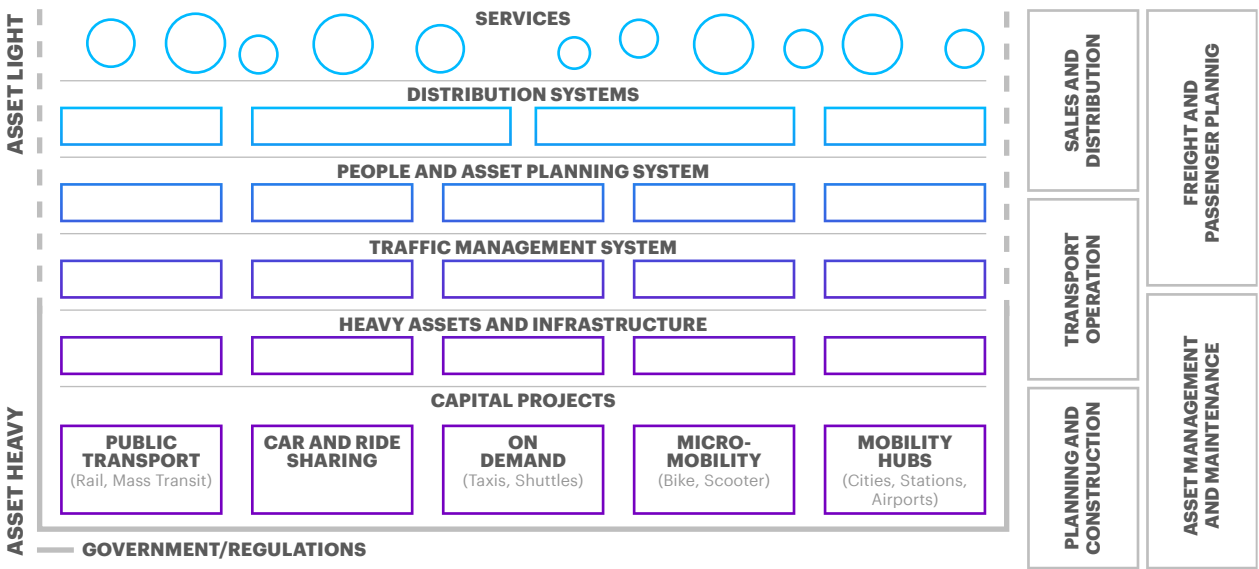 ASSET LIGHT
ASSET HEAVY
SERVICES
DISTRIBUTION SYSTEMS
PEOPLE AND ASSET PLANNING SYSTEM
TRAFFIC MANAGEMENT SYSTEM
HEAVY ASSETS AND INFRASTRUCTURE
CAPITAL PROJECTS
PUBLIC
TRANSPORT
(Rail, Mass Transit)
CAR AND RIDE
SHARING
ON
DEMAND
(Taxis, Shuttles)
MICRO-
MOBILITY
(Bike, Scooter)
MOBILITY
HUBS
(Cities, Stations,
Airports)
GOVERNMENT/REGULATIONS
SALES AND
DISTRIBUTION
TRANSPORT
OPERATION
PLANNING AND
CONSTRUCTION
FREIGHT AND
PASSENGER PLANNIG
ASSET MANAGEMENT
AND MAINTENANCE